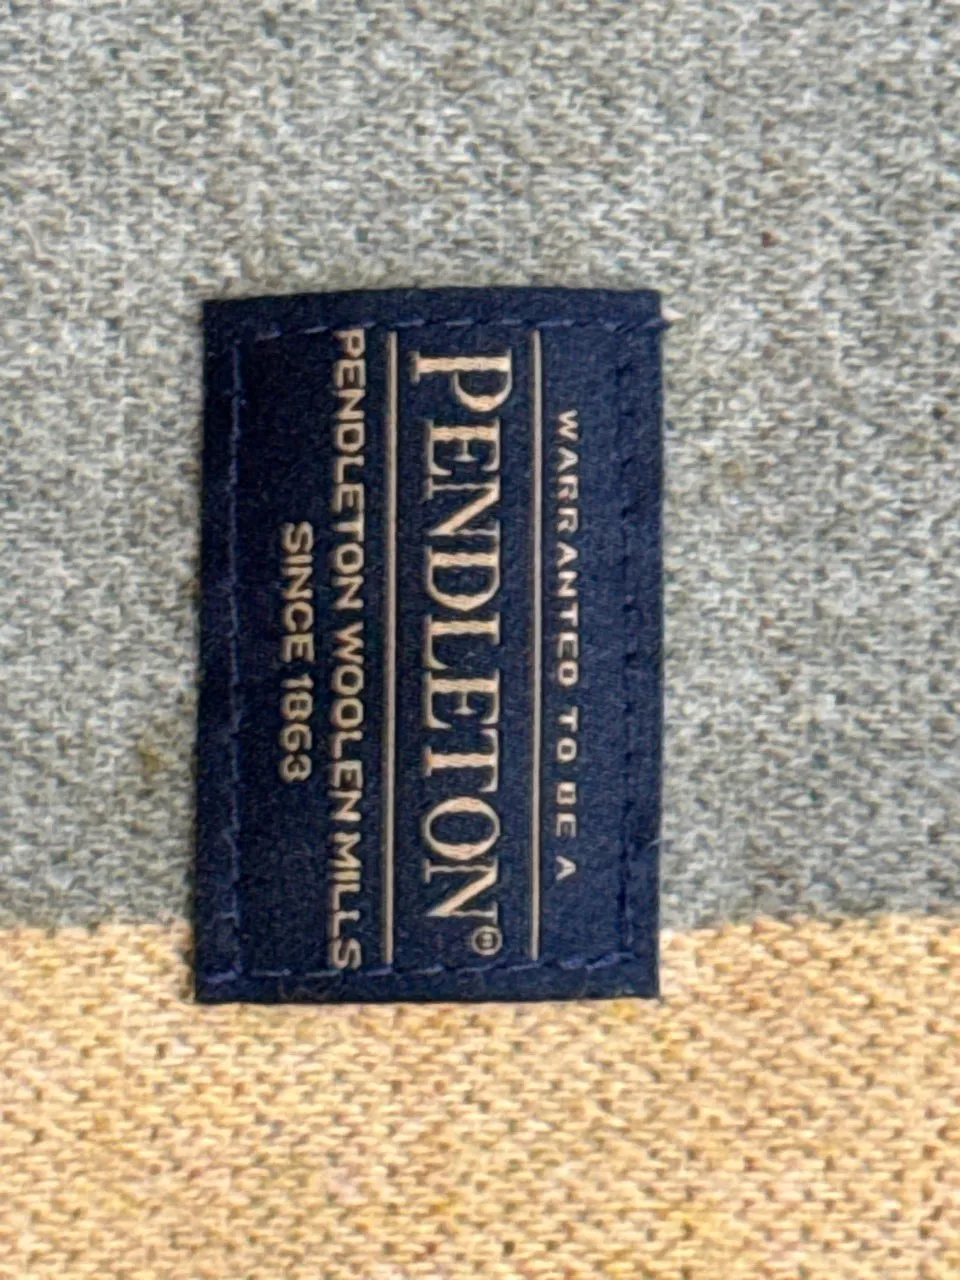 WARRANTED TO BE A
PENDLETON®
PENDLETON WOOLEN MILLS
SINCE 1863